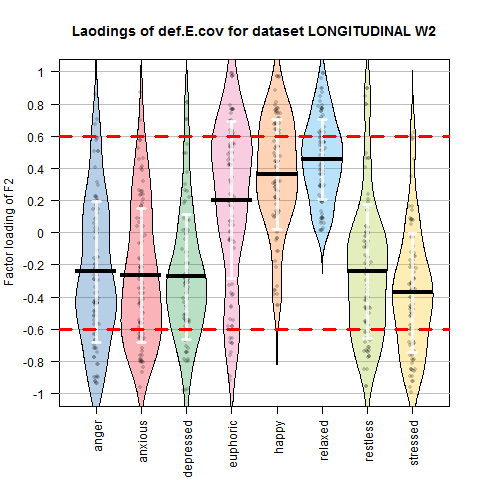 Laodings of def.E.cov for dataset LONGITUDINAL W2
Factor loading of F2
1
0.8
0.6
0.4
0.2
0
-0.2
-0.4
-0.6
-0.8
-1
anger
anxious
depressed
euphoric
happy
relaxed
restless
stressed